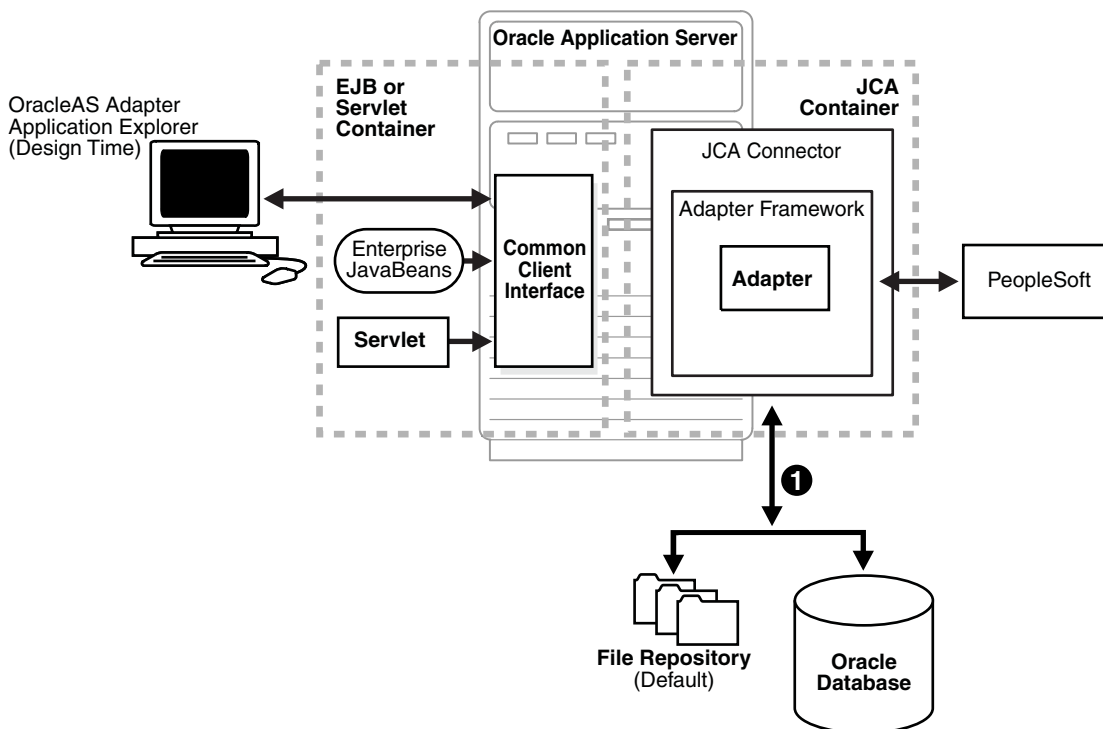 Oracle Application Server
EJB or
Servlet
Container
JCA
Container
OracleAS Adapter
Application Explorer
(Design Time)
JCA Connector
Adapter Framework
Adapter
Enterprise
JavaBeans
Common
Client
Interface
Servlet
PeopleSoft
1
File Repository
(Default)
Oracle
Database